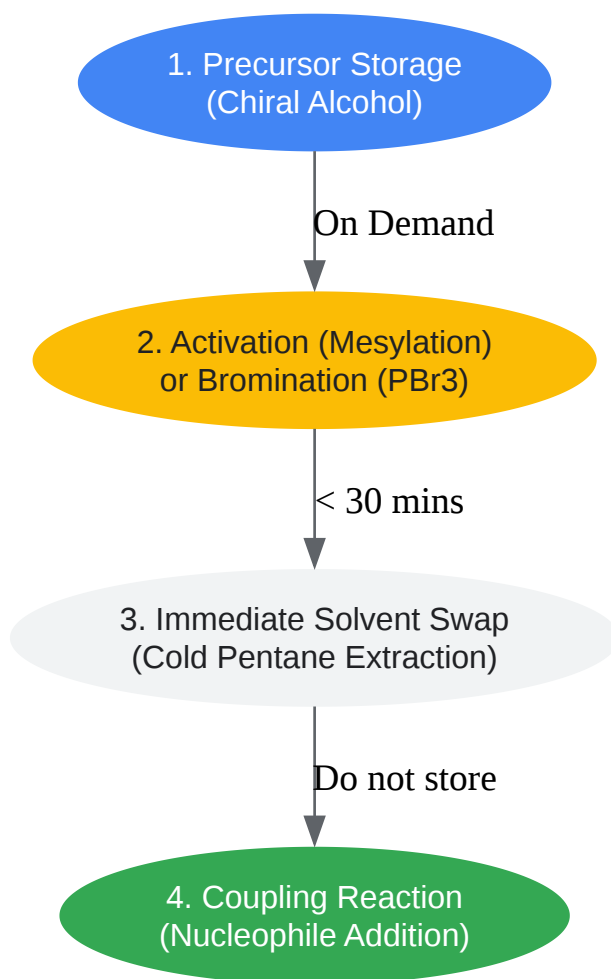 1. Precursor Storage
(Chiral Alcohol)
On Demand
2. Activation (Mesylation)
or Bromination (PBr3)
< 30 mins
3. Immediate Solvent Swap
(Cold Pentane Extraction)
Do not store
4. Coupling Reaction
(Nucleophile Addition)